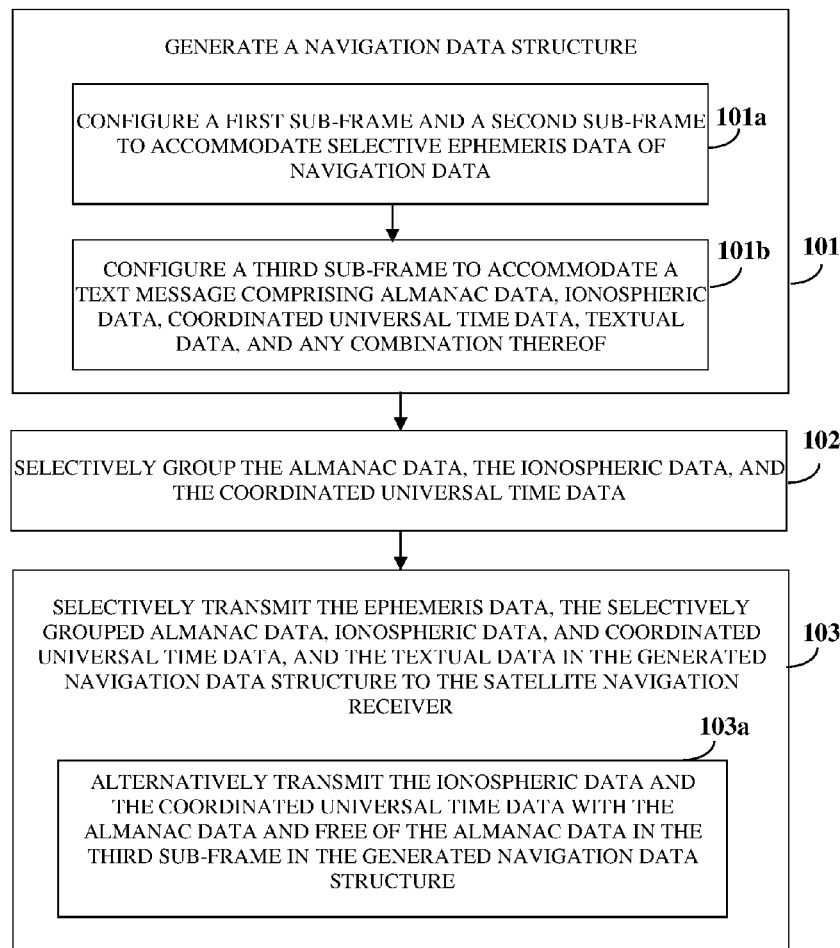 GENERATE A NAVIGATION DATA STRUCTURE
101a
CONFIGURE A FIRST SUB-FRAME AND A SECOND SUB-FRAME
TO ACCOMMODATE SELECTIVE EPHEMERIS DATA OF
NAVIGATION DATA
101b
101
CONFIGURE A THIRD SUB-FRAME TO ACCOMMODATE A
TEXT MESSAGE COMPRISING ALMANAC DATA, IONOSPHERIC
DATA, COORDINATED UNIVERSAL TIME DATA, TEXTUAL
DATA, AND ANY COMBINATION THEREOF
102
SELECTIVELY GROUP THE ALMANAC DATA, THE IONOSPHERIC DATA, AND
THE COORDINATED UNIVERSAL TIME DATA
SELECTIVELY TRANSMIT THE EPHEMERIS DATA, THE SELECTIVELY
GROUPED ALMANAC DATA, IONOSPHERIC DATA, AND COORDINATED
UNIVERSAL TIME DATA, AND THE TEXTUAL DATA IN THE GENERATED
NAVIGATION DATA STRUCTURE TO THE SATELLITE NAVIGATION
RECEIVER
103
103a
ALTERNATIVELY TRANSMIT THE IONOSPHERIC DATA AND
THE COORDINATED UNIVERSAL TIME DATA WITH THE
ALMANAC DATA AND FREE OF THE ALMANAC DATA IN THE
THIRD SUB-FRAME IN THE GENERATED NAVIGATION DATA
STRUCTURE